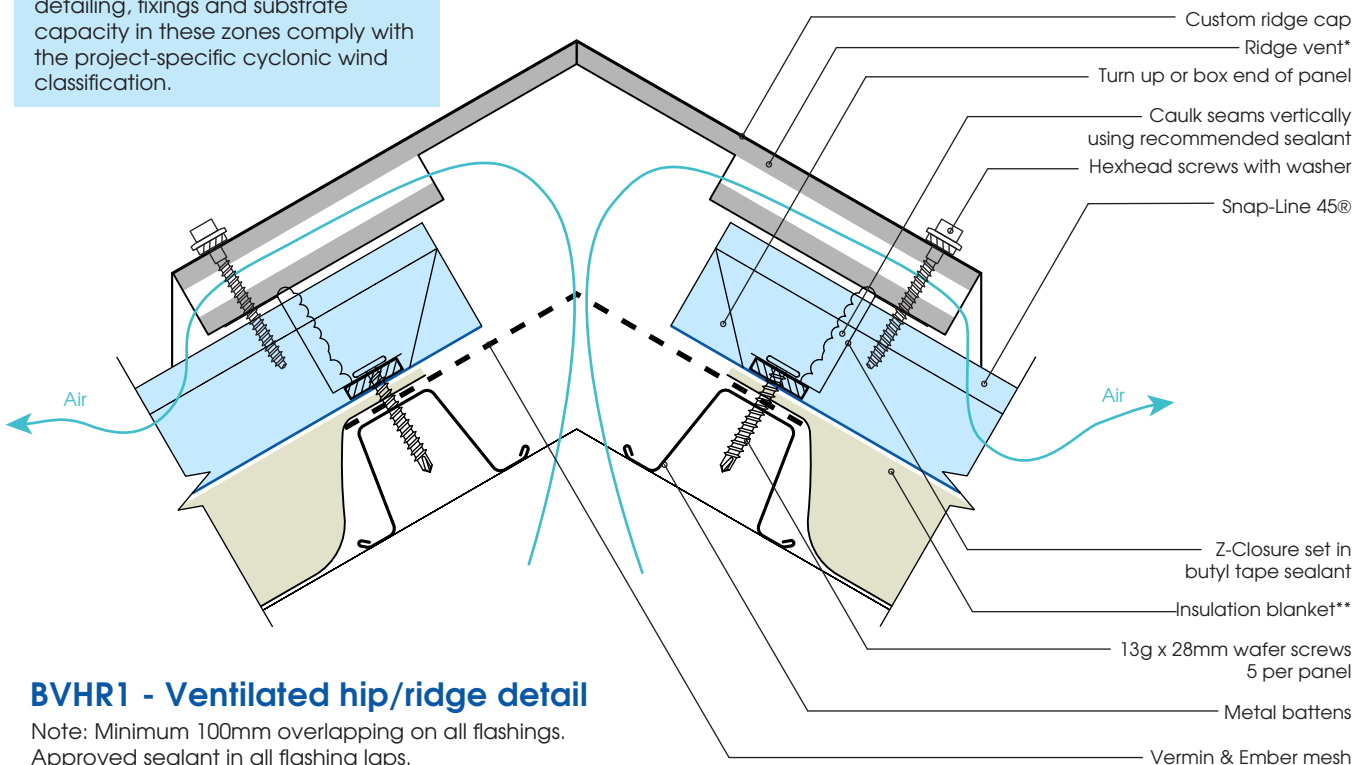 detailing, fixings and substrate
capacity in these zones comply with
the project-specific cyclonic wind
classification.
Custom ridge cap
Ridge vent*
Turn up or box end of panel
Caulk seams vertically
using recommended sealant
Hexhead screws with washer
Snap-Line 45®
Air
Air
Z-Closure set in
butyl tape sealant
Insulation blanket**
13g x 28mm wafer screws
5 per panel
Metal battens
Vermin & Ember mesh
BVHR1 - Ventilated hip/ridge detail
Note: Minimum 100mm overlapping on all flashings.
Approved sealant in all flashing laps.